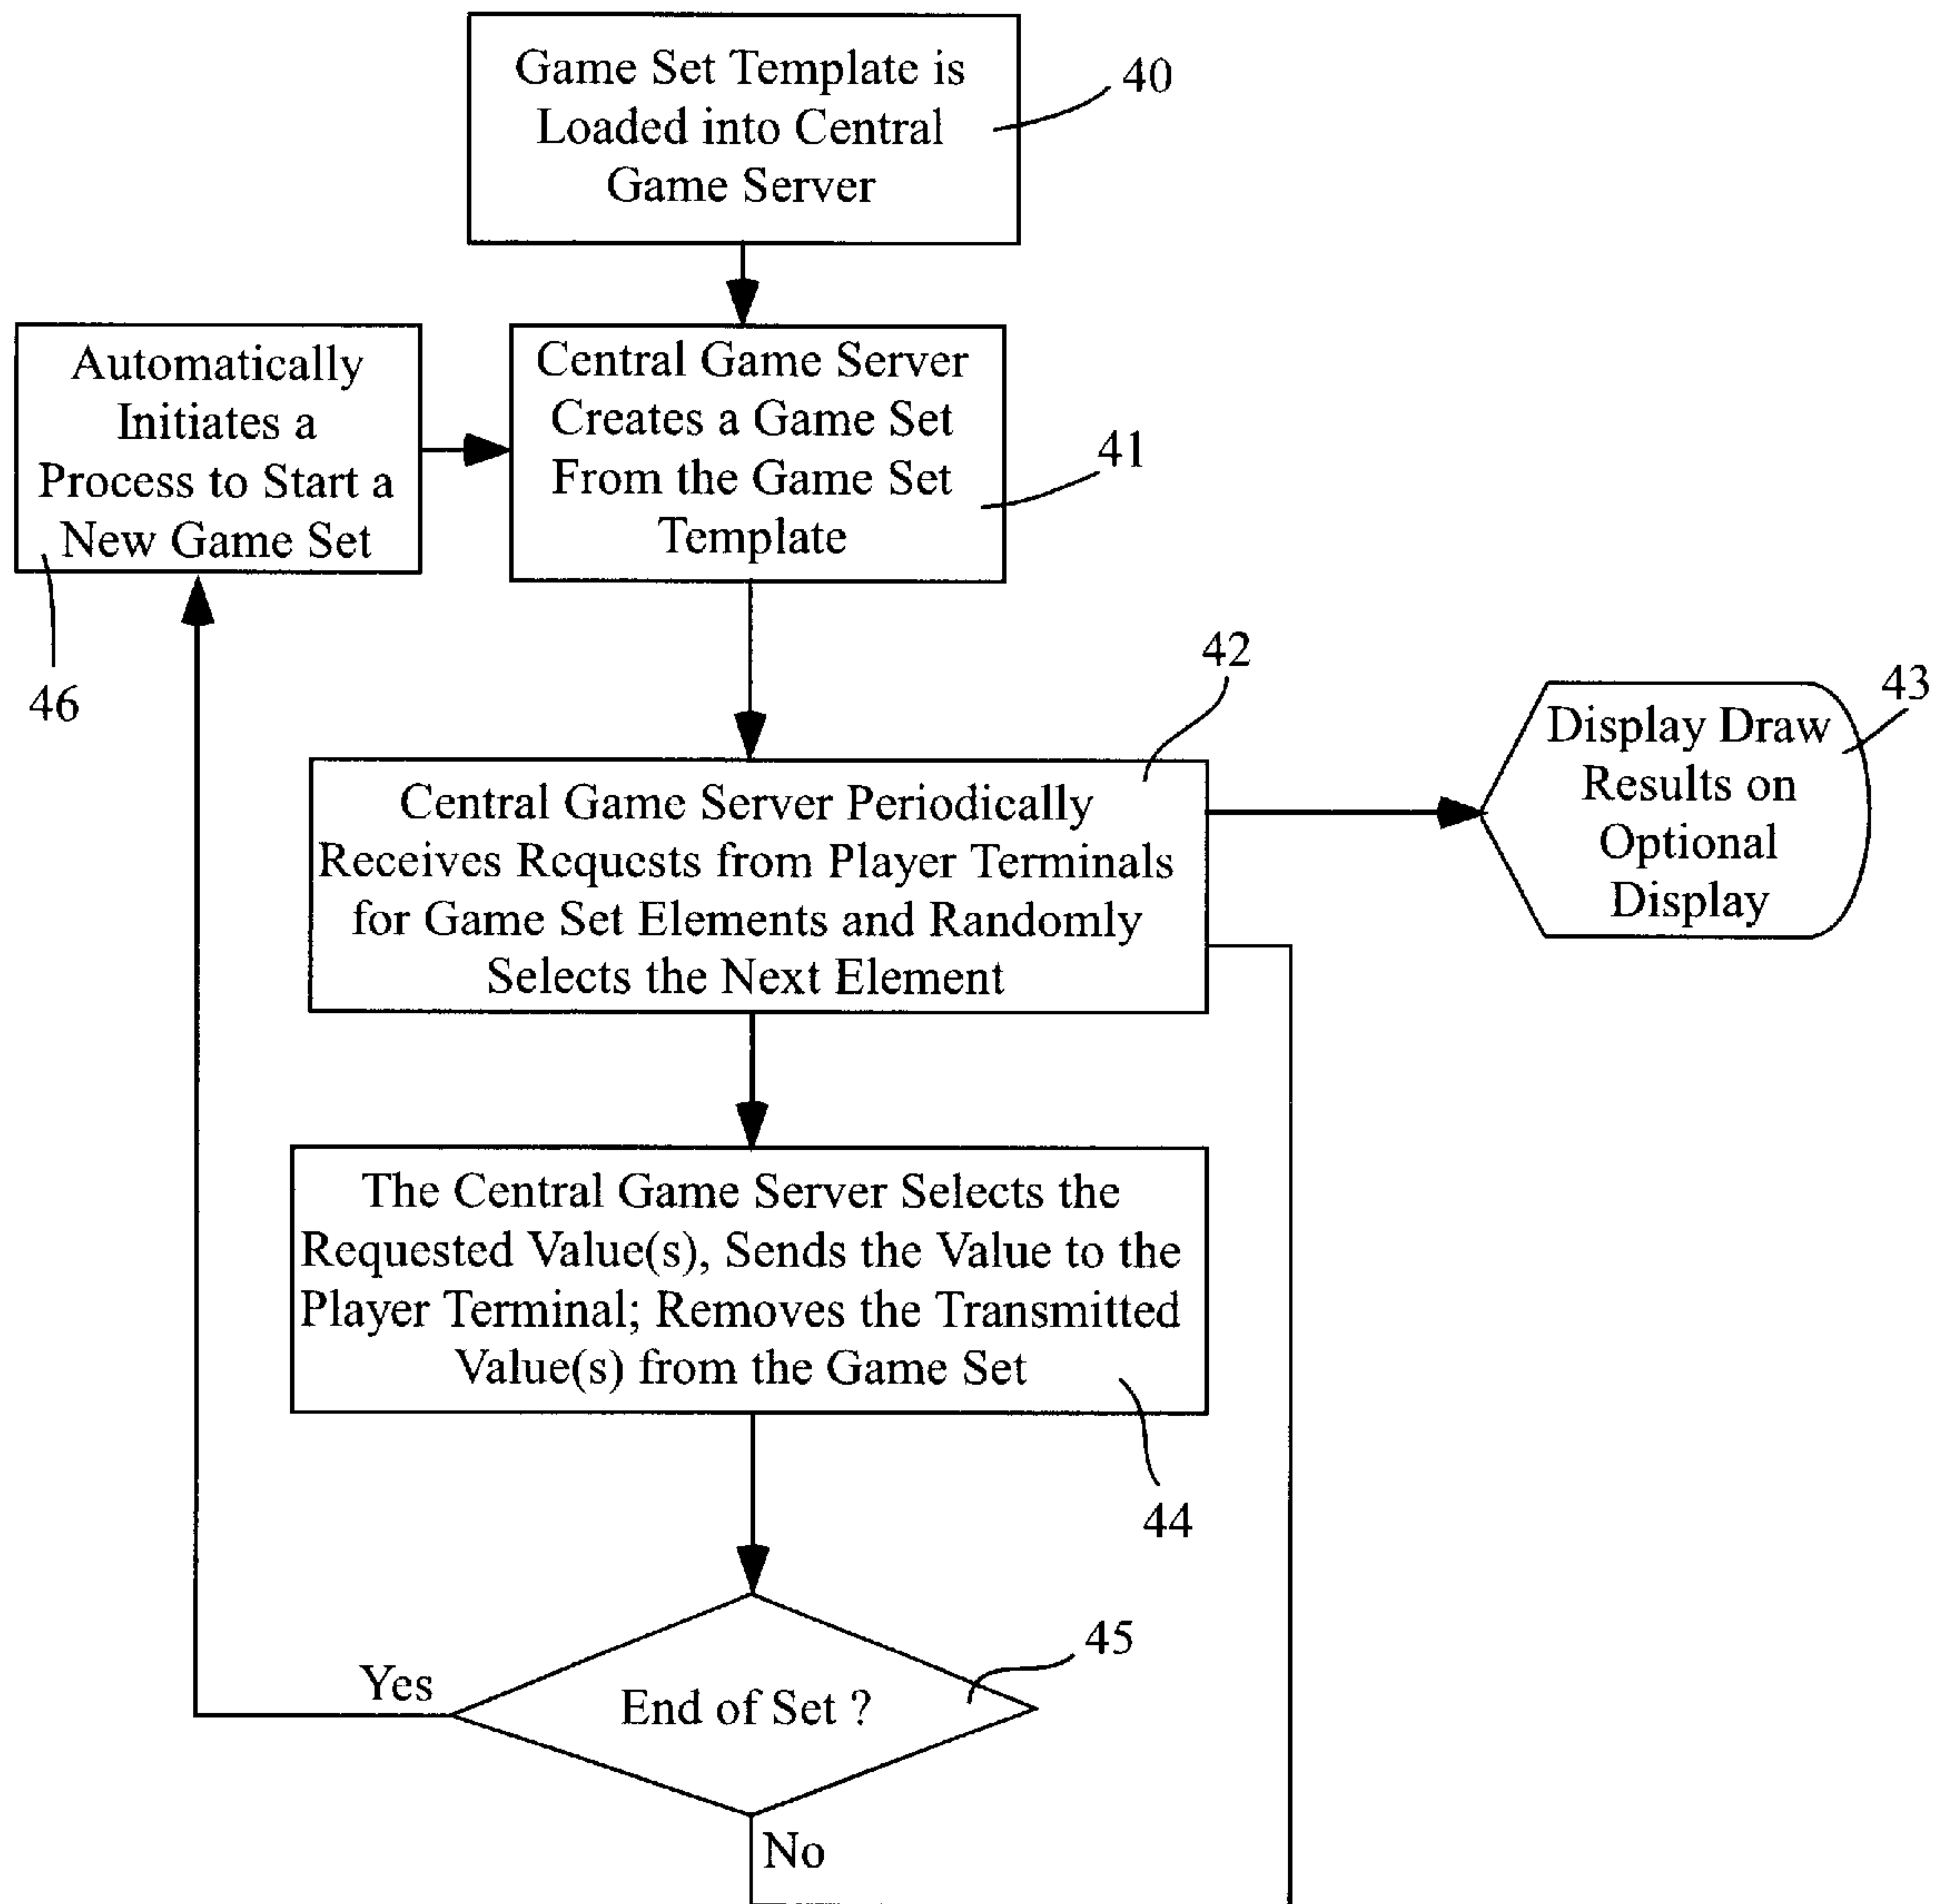 Game Set Template is
Loaded into Central
Game Server
40
Automatically
Initiates a
Process to Start a
New Game Set
46
Central Game Server
Creates a Game Set
From the Game Set
Template
41
42
Central Game Server Periodically
Receives Requests from Player Terminals
for Game Set Elements and Randomly
Selects the Next Element
43
Display Draw
Results on
Optional
Display
The Central Game Server Selects the
Requested Value(s), Sends the Value to the
Player Terminal; Removes the Transmitted
Value(s) from the Game Set
44
45
Yes
End of Set ?
No